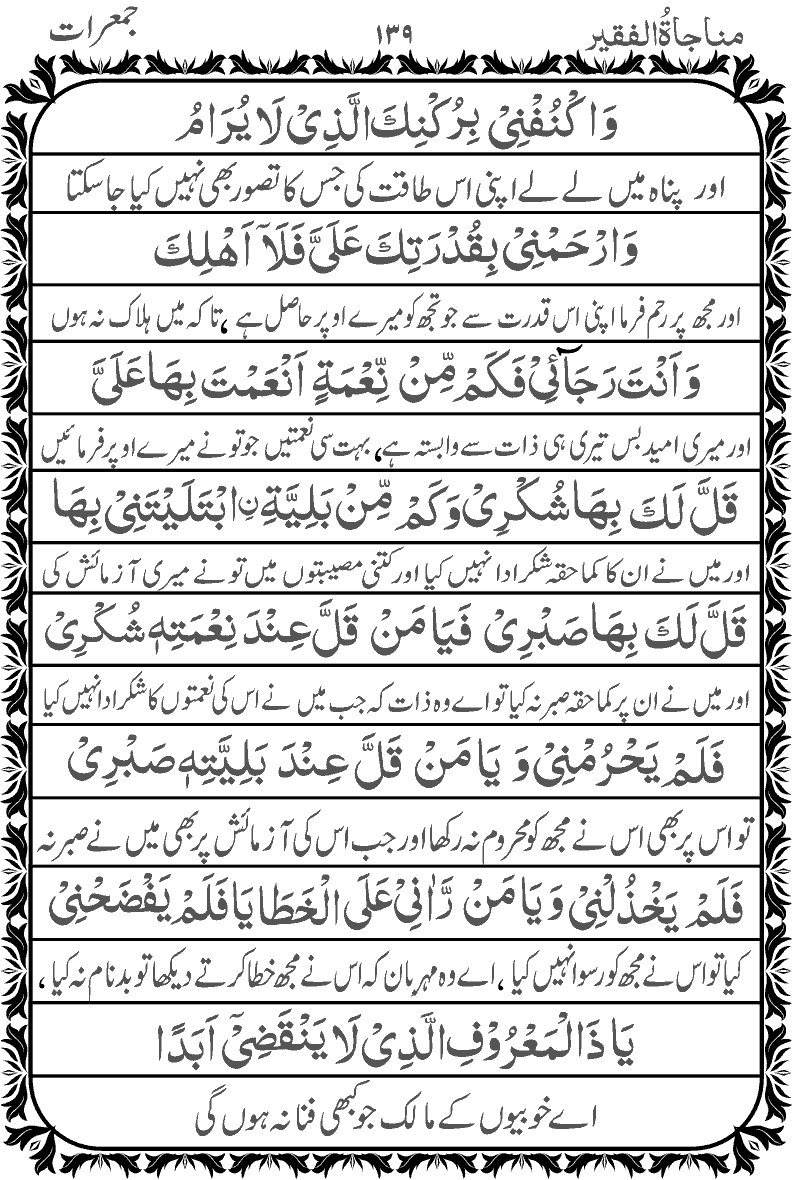 مناجاةُ الفقیر ۱۳۹ جمعرات
وَاكْنُفْنِیْ بِرُكْنِكَ الَّذِیْ لَا یُرَامُ
اور پناہ میں لے لے اپنی اس طاقت کی جس کا تصور بھی نہیں کیا جا سکتا
وَارْحَمْنِیْ بِقُدْرَتِكَ عَلَیَّ فَلَآ اَهْلِكَ
اور مجھ پر رحم فرما اپنی اس قدرت سے جو تجھ کو میرے اوپر حاصل ہے ، تاکہ میں ہلاک نہ ہوں
وَاَنْتَ رَجَآئِیْ فَكَمْ مِّنْ نِّعْمَةٍ اَنْعَمْتَ بِهَا عَلَیَّ
اور میری امید بس تیری ہی ذات سے وابستہ ہے، بہت سی نعمتیں جو تو نے میرے اوپر فرمائیں
قَلَّ لَكَ بِهَا شُكْرِیْ وَكَمْ مِّنْ بَلِیَّةِ نِ ابْتَلَیْتَنِیْ بِهَا
اور میں نے ان کا کما حقہ شکر ادا نہیں کیا اور کتنی مصیبتوں میں تو نے میری آزمائش کی
قَلَّ لَكَ بِهَا صَبْرِیْ فَیَا مَنْ قَلَّ عِنْدَ نِعْمَتِهٖ شُكْرِیْ
اور میں نے ان پر کما حقہ صبر نہ کیا تو اے وہ ذات کہ جب میں نے اس کی نعمتوں کا شکر ادا نہیں کیا
فَلَمْ یَحْرُمْنِیْ وَ یَا مَنْ قَلَّ عِنْدَ بَلِیَّتِهٖ صَبْرِیْ
تو اس پر بھی اس نے مجھ کو محروم نہ رکھا اور جب اس کی آزمائش پر بھی میں نے صبر نہ
فَلَمْ یَخْذُلْنِیْ وَ یَا مَنْ رَّاٰنِیْ عَلَی الْخَطَایَا فَلَمْ یَفْضَحْنِیْ
کیا تو اس نے مجھ کو رسوا نہیں کیا ، اے وہ مہربان کہ اس نے مجھ خطا کرتے دیکھا تو بدنام نہ کیا ،
یَا ذَا الْمَعْرُوْفِ الَّذِیْ لَا یَنْقَضِیْٓ اَبَدًا
اے خوبیوں کے مالک جو کبھی فنا نہ ہوں گی